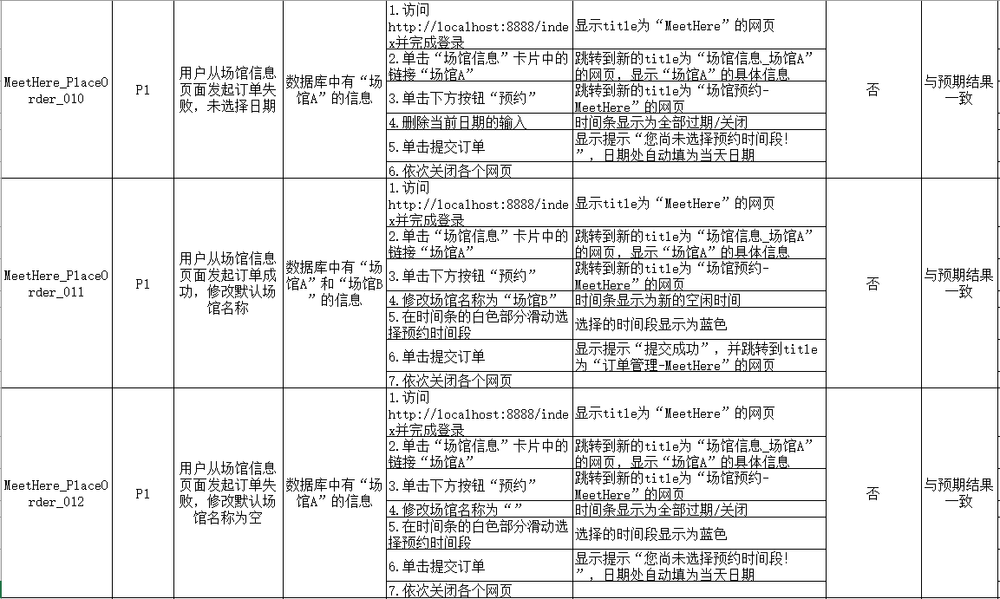 MeetHere_PlaceO
rder_010
P1
用户从场馆信息
页面发起订单失
败，未选择日期
数据库中有“场
馆A”的信息
1.访问
http://localhost:8888/inde
x并完成登录
显示title为“MeetHere”的网页
2.单击“场馆信息”卡片中的
链接“场馆A”
跳转到新的title为“场馆信息_场馆A”
的网页，显示“场馆A”的具体信息
3.单击下方按钮“预约”
跳转到新的title为“场馆预约-
MeetHere”的网页
4.删除当前日期的输入
时间条显示为全部过期/关闭
5.单击提交订单
显示提示“您尚未选择预约时间段！
”，日期处自动填为当天日期
6.依次关闭各个网页
否
与预期结果
一致
MeetHere_PlaceO
rder_011
P1
用户从场馆信息
页面发起订单成
功，修改默认场
馆名称
数据库中有“场
馆A”和“场馆B
”的信息
1.访问
http://localhost:8888/inde
x并完成登录
显示title为“MeetHere”的网页
2.单击“场馆信息”卡片中的
链接“场馆A”
跳转到新的title为“场馆信息_场馆A”
的网页，显示“场馆A”的具体信息
3.单击下方按钮“预约”
跳转到新的title为“场馆预约-
MeetHere”的网页
4.修改场馆名称为“场馆B”
时间条显示为新的空闲时间
5.在时间条的白色部分滑动选
择预约时间段
选择的时间段显示为蓝色
6.单击提交订单
显示提示“提交成功”，并跳转到title
为“订单管理-MeetHere”的网页
7.依次关闭各个网页
否
与预期结果
一致
MeetHere_PlaceO
rder_012
P1
用户从场馆信息
页面发起订单失
败，修改默认场
馆名称为空
数据库中有“场
馆A”的信息
1.访问
http://localhost:8888/inde
x并完成登录
显示title为“MeetHere”的网页
2.单击“场馆信息”卡片中的
链接“场馆A”
跳转到新的title为“场馆信息_场馆A”
的网页，显示“场馆A”的具体信息
3.单击下方按钮“预约”
跳转到新的title为“场馆预约-
MeetHere”的网页
4.修改场馆名称为“”
时间条显示为全部过期/关闭
5.在时间条的白色部分滑动选
择预约时间段
选择的时间段显示为蓝色
6.单击提交订单
显示提示“您尚未选择预约时间段！
”，日期处自动填为当天日期
7.依次关闭各个网页
否
与预期结果
一致